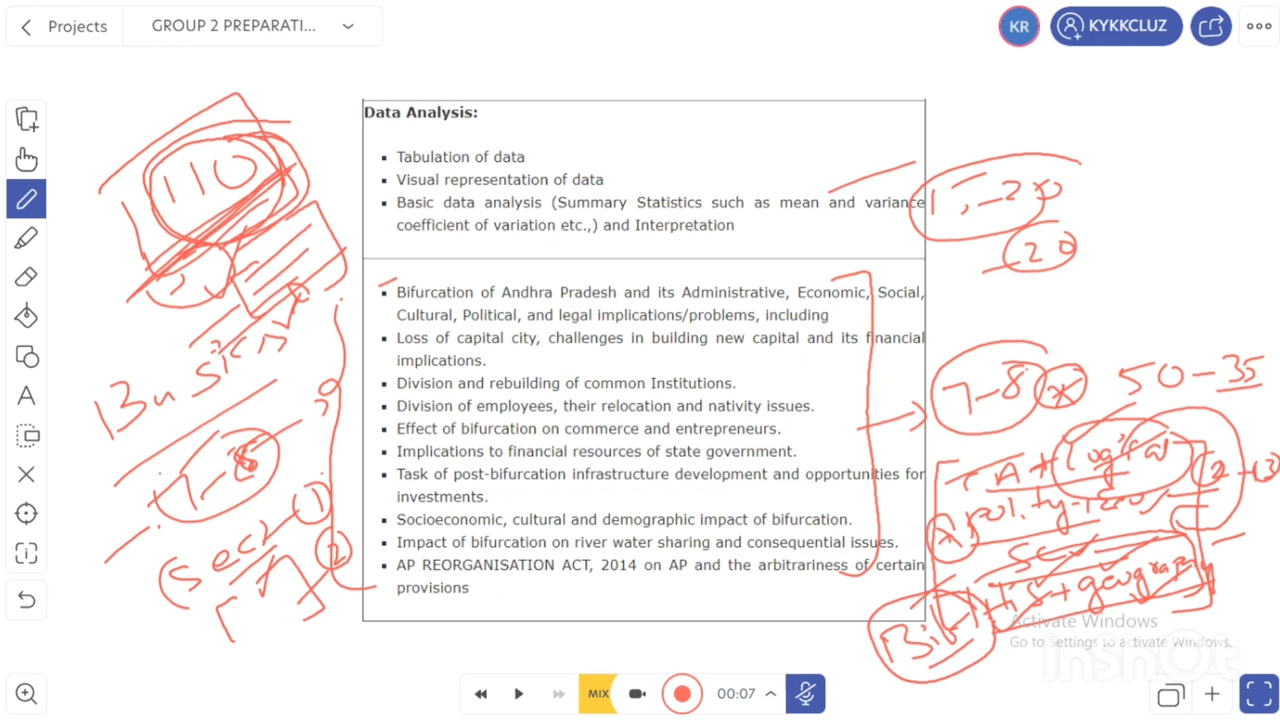 Projects
GROUP 2 PREPARATI...
KR
KYKKCLUZ
Data Analysis:
Tabulation of data
Visual representation of data
Basic data analysis (Summary Statistics such as mean and variance
coefficient of variation etc.,) and Interpretation
Bifurcation of Andhra Pradesh and its Administrative, Economic, Social,
Cultural, Political, and legal implications/problems, including
Loss of capital city, challenges in building new capital and its financial
implications.
Division and rebuilding of common Institutions.
Division of employees, their relocation and nativity issues.
Effect of bifurcation on commerce and entrepreneurs.
Implications to financial resources of state government.
Task of post-bifurcation infrastructure development and opportunities for
investments.
Socioeconomic, cultural and demographic impact of bifurcation.
Impact of bifurcation on river water sharing and consequential issues.
AP REORGANISATION ACT, 2014 on AP and the arbitrariness of certain
provisions
110
7-8
20
7-8
50-35
Activate Windows
Go to Settings to activate Windows.
InShOt
MIX
00:07